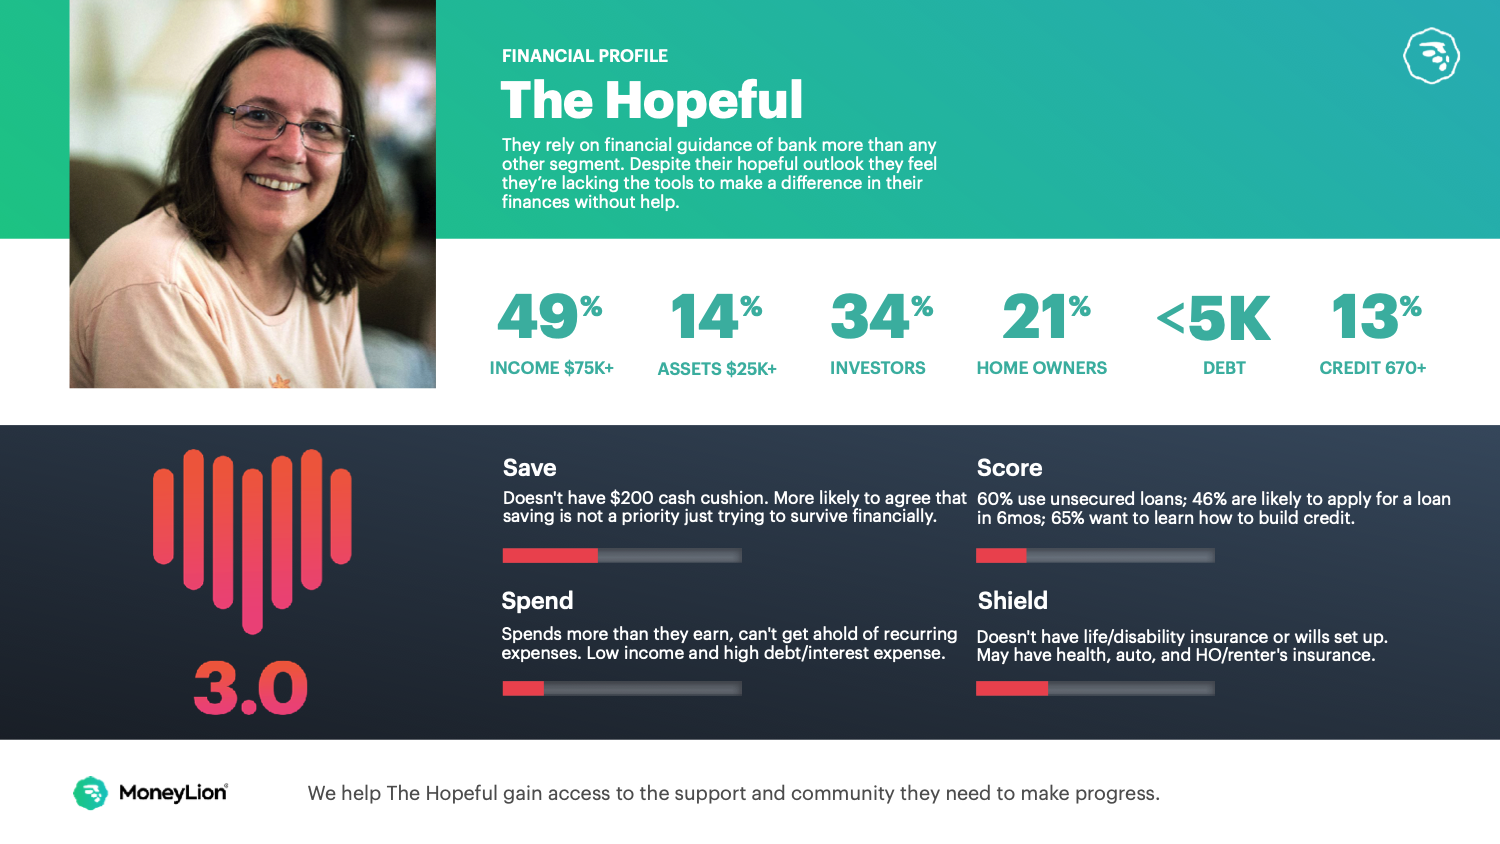 FINANCIAL PROFILE
The Hopeful
They rely on financial guidance of bank more than any
other segment. Despite their hopeful outlook they feel
they're lacking the tools to make a difference in their
finances without help.
49%
INCOME $75K+
14%
ASSETS $25K+
34%
INVESTORS
21%
HOME OWNERS
<5K
DEBT
13%
CREDIT 670+
3.0
Save
Doesn't have $200 cash cushion. More likely to agree that
saving is not a priority just trying to survive financially.
Score
60% use unsecured loans; 46% are likely to apply for a loan
in 6mos; 65% want to learn how to build credit.
Spend
Spends more than they earn, can't get ahold of recurring
expenses. Low income and high debt/interest expense.
Shield
Doesn't have life/disability insurance or wills set up.
May have health, auto, and HO/renter's insurance.
MoneyLion®
We help The Hopeful gain access to the support and community they need to make progress.